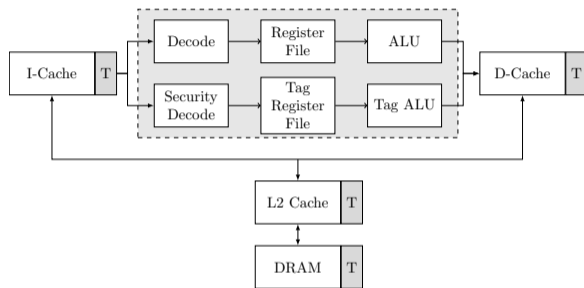 I-Cache T
Decode
Register
File
ALU
Security
Decode
Tag
Register
File
Tag ALU
D-Cache T
L2 Cache T
DRAM T